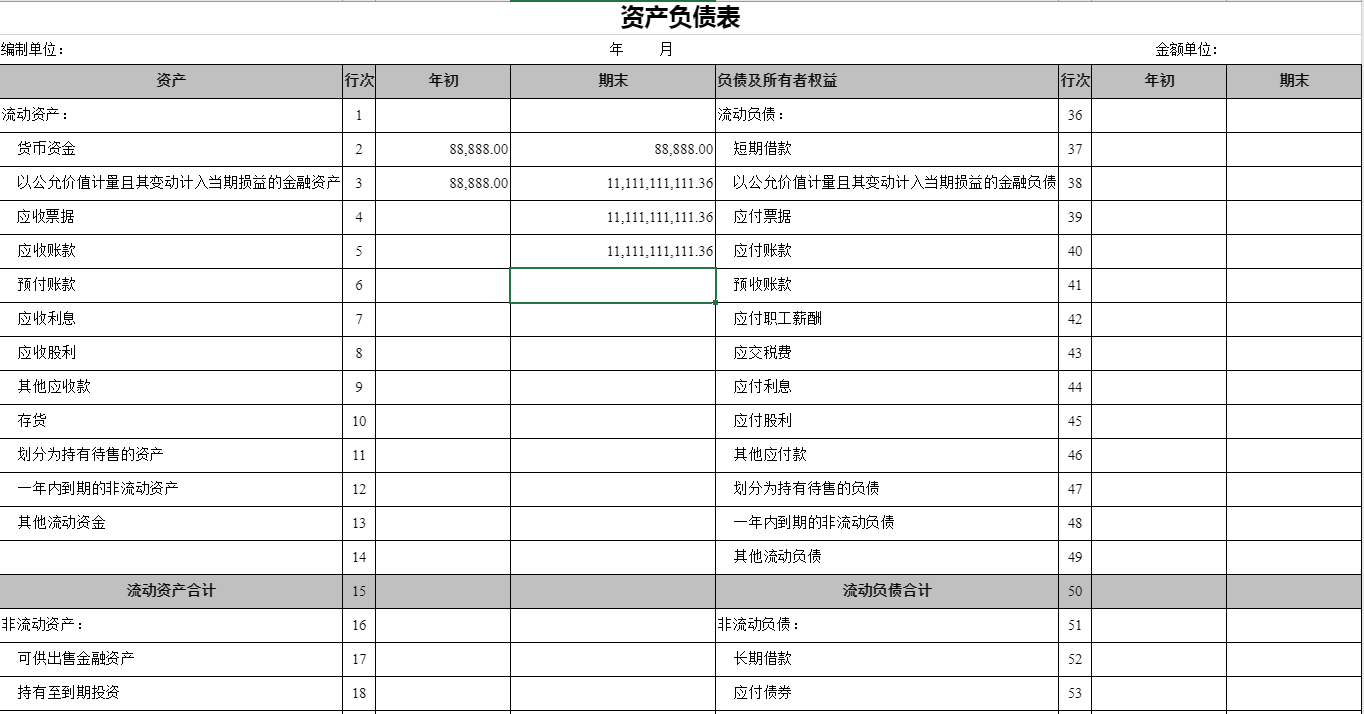 资产负债表
编制单位： 年 月 金额单位：
资产 行次 年初 期末 负债及所有者权益 行次 年初 期末
流动资产： 1 流动负债： 36
货币资金 2 88,888.00 88,888.00 短期借款 37
以公允价值计量且其变动计入当期损益的金融资产 3 88,888.00 11,111,111,111.36 以公允价值计量且其变动计入当期损益的金融负债 38
应收票据 4 11,111,111,111.36 应付票据 39
应收账款 5 11,111,111,111.36 应付账款 40
预付账款 6 预收账款 41
应收利息 7 应付职工薪酬 42
应收股利 8 应交税费 43
其他应收款 9 应付利息 44
存货 10 应付股利 45
划分为持有待售的资产 11 其他应付款 46
一年内到期的非流动资产 12 划分为持有待售的负债 47
其他流动资金 13 一年内到期的非流动负债 48
14 其他流动负债 49
流动资产合计 15 流动负债合计 50
非流动资产： 16 非流动负债： 51
可供出售金融资产 17 长期借款 52
持有至到期投资 18 应付债券 53